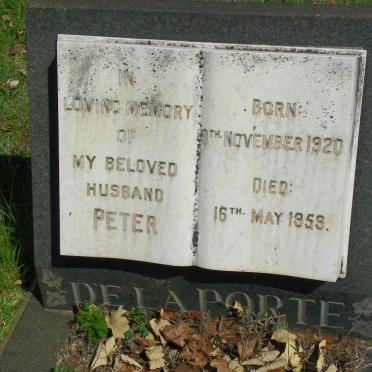 IN
LOVING MEMORY
OF
MY BELOVED
HUSBAND
PETER
BORN:
9TH NOVEMBER 1920
DIED:
16TH MAY 1953.
DE LA PORTE